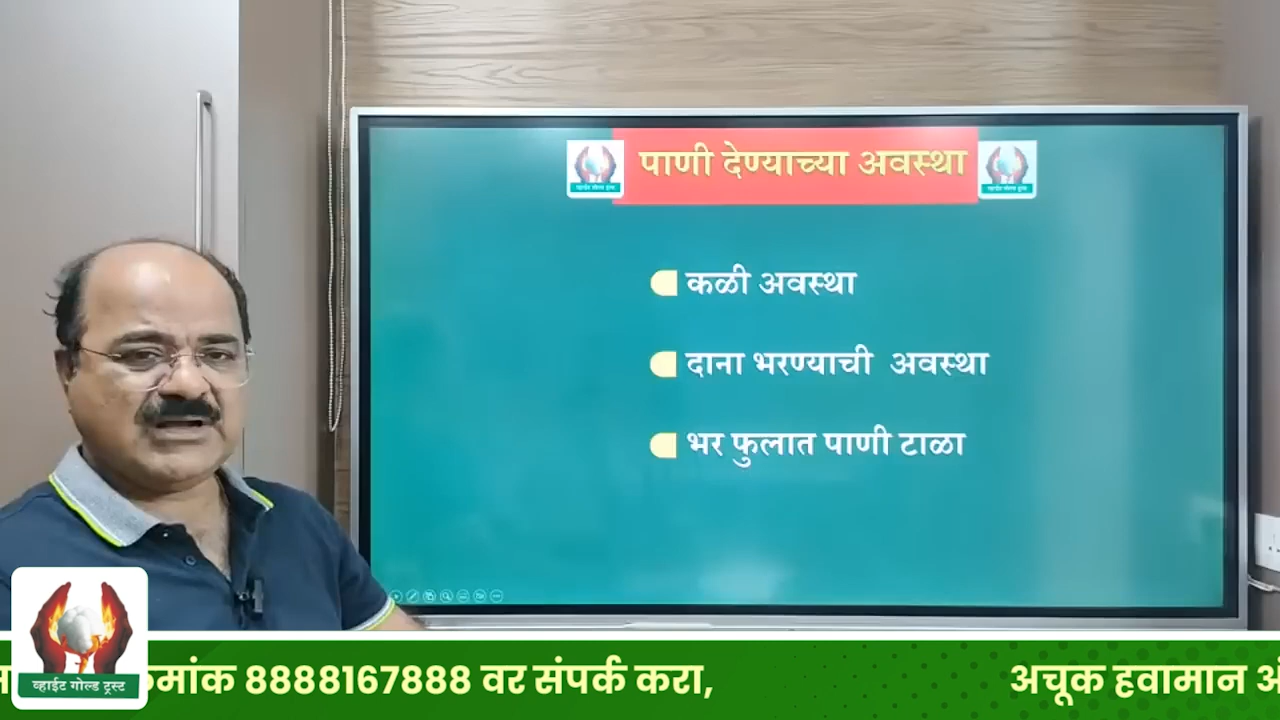 पाणी देण्याच्या अवस्था
कळी अवस्था
दाना भरण्याची अवस्था
भर फुलात पाणी टाळा
व्हाईट गोल्ड ट्रस्ट
8888167888 वर संपर्क करा,
अचूक हवामान